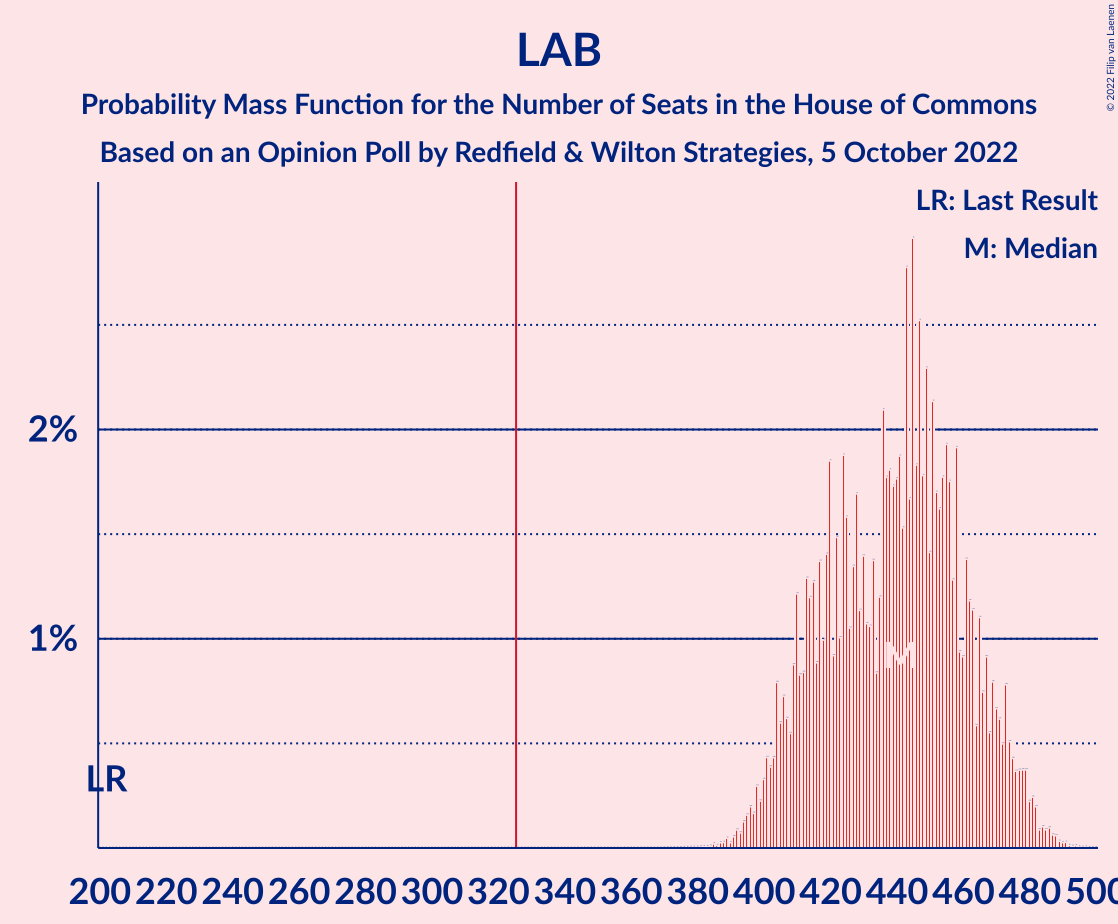 LAB
Probability Mass Function for the Number of Seats in the House of Commons
Based on an Opinion Poll by Redfield & Wilton Strategies, 5 October 2022
© 2022 Filip van Laenen
LR: Last Result
M: Median
2%
1%
LR
M
200 220 240 260 280 300 320 340 360 380 400 420 440 460 480 500